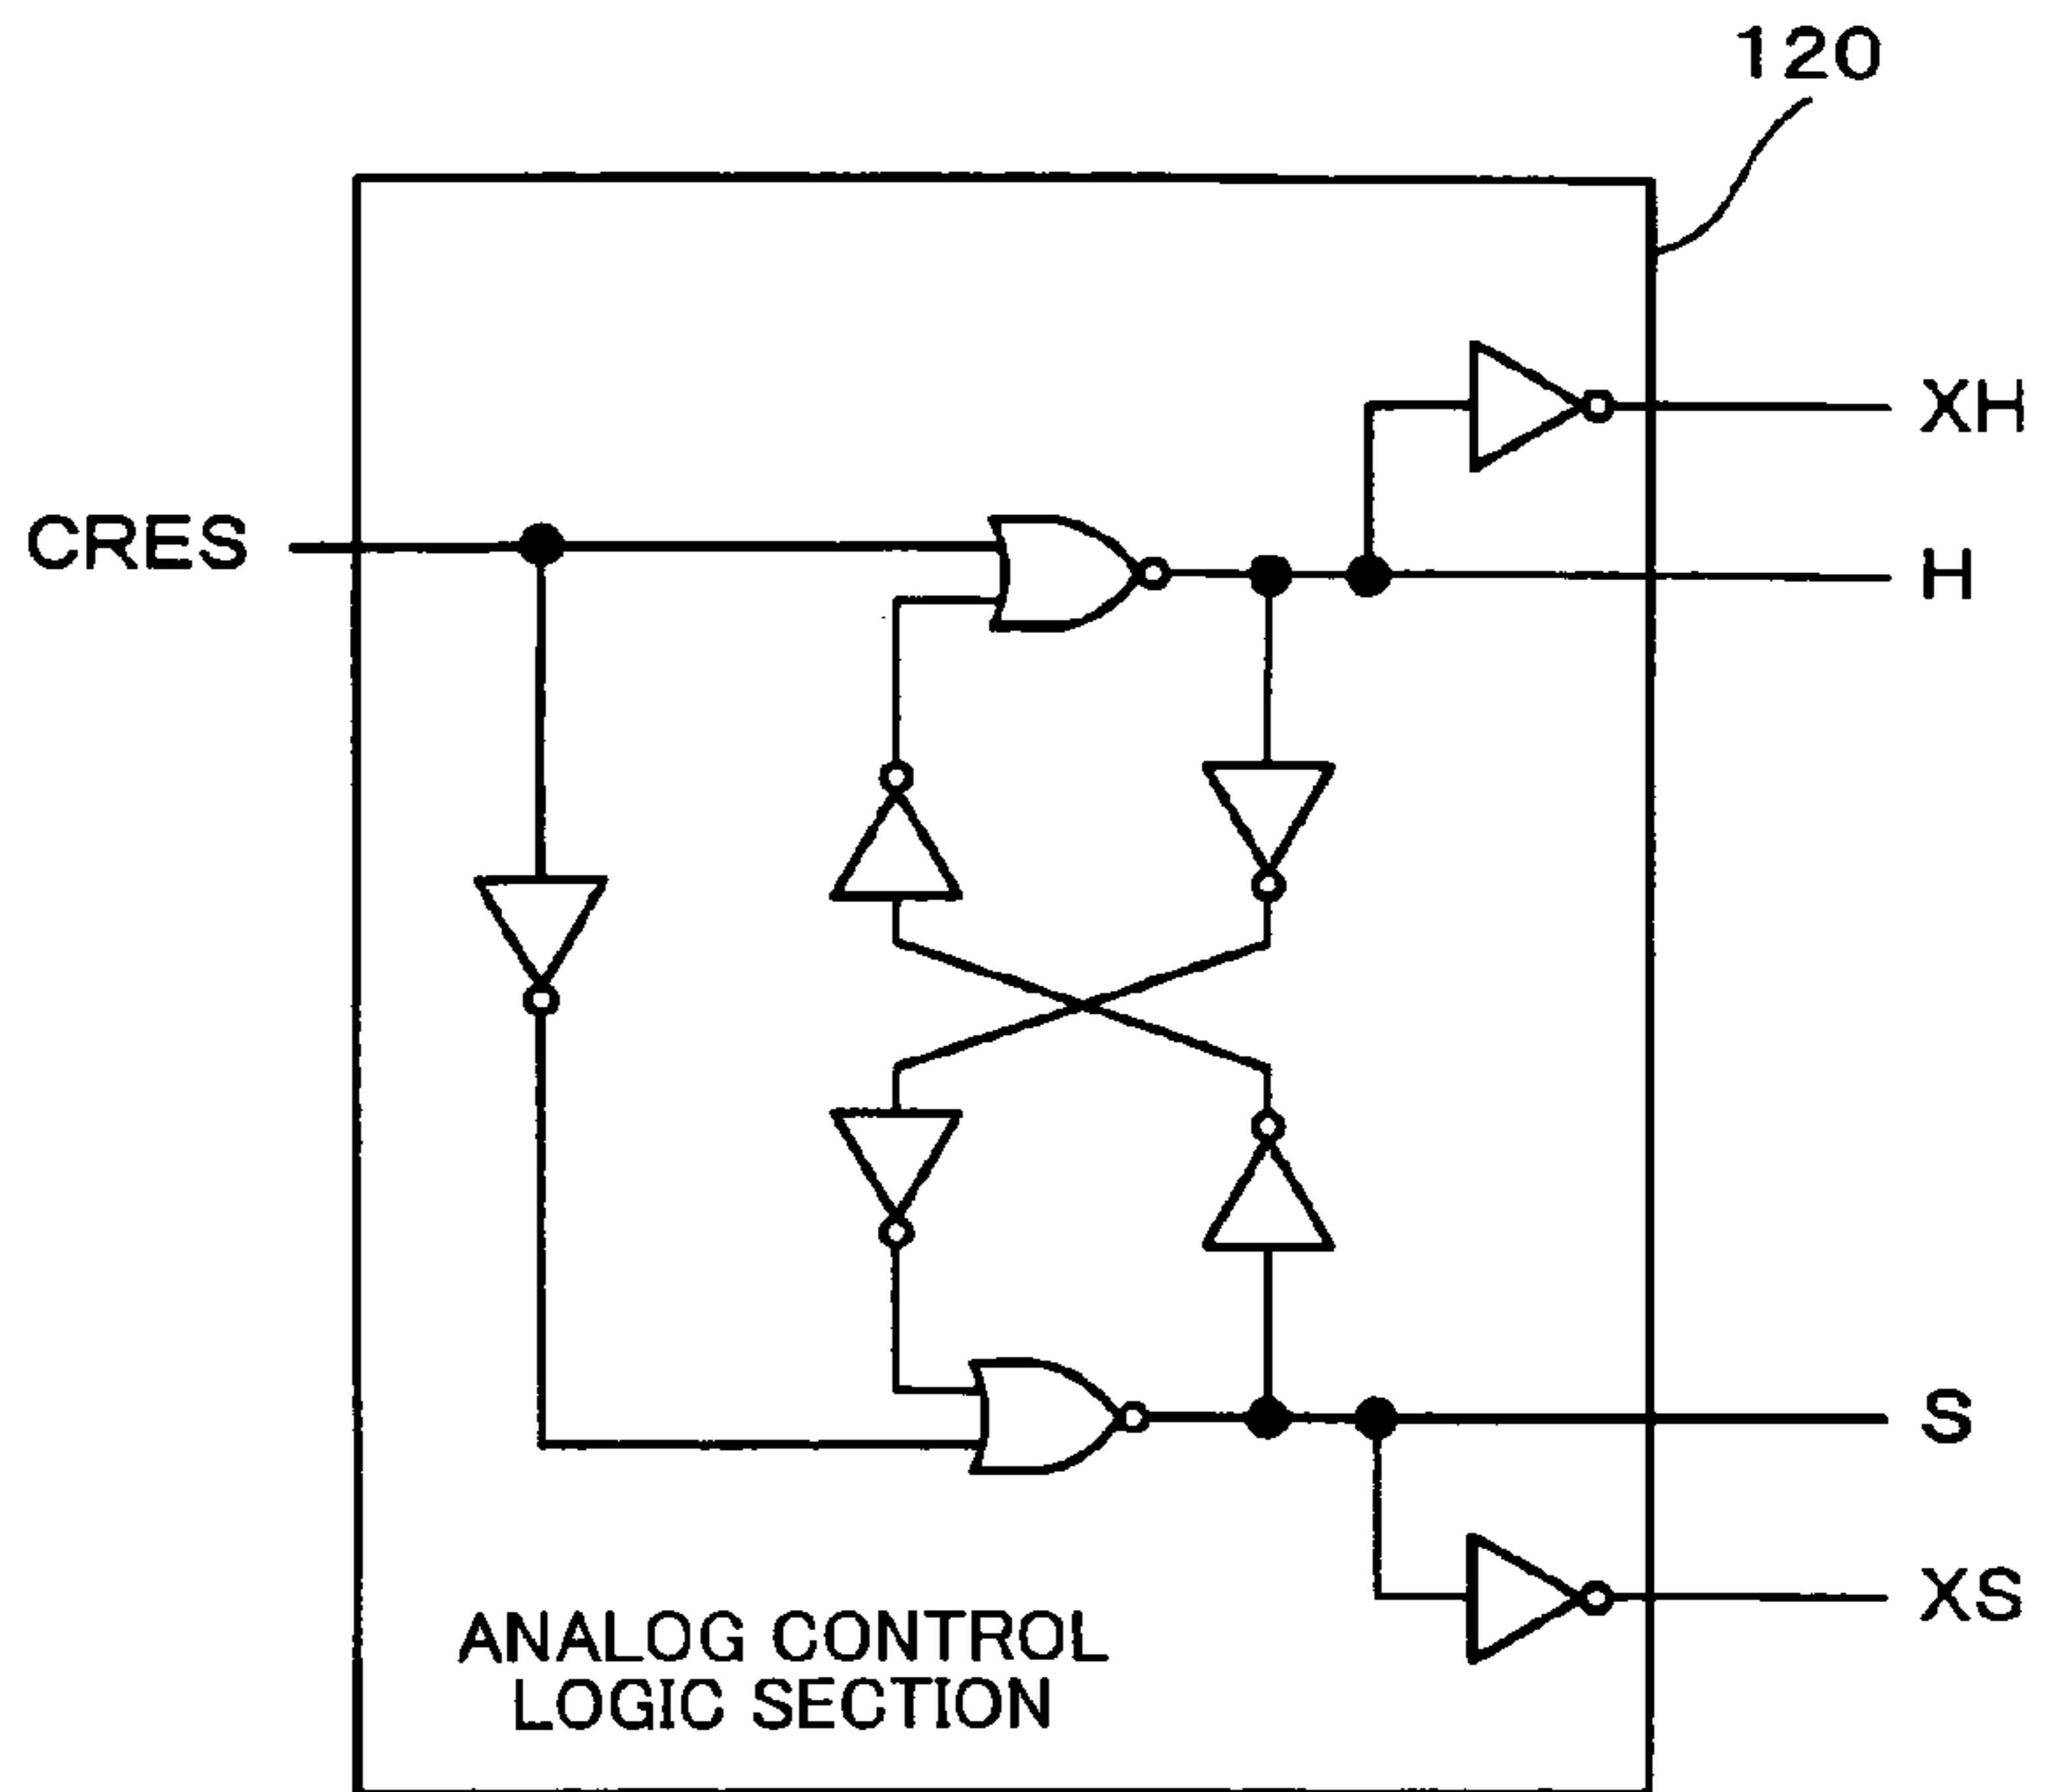 120
XH
CRES
H
S
XS
ANALOG CONTROL
LOGIC SECTION